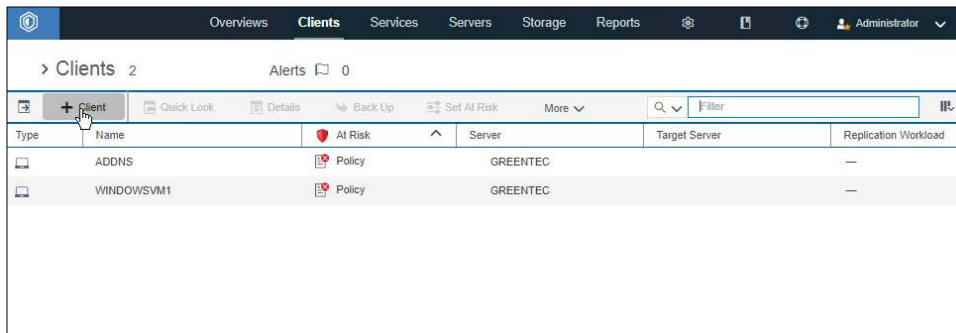 Overviews Clients Services Servers Storage Reports Administrator
> Clients 2 Alerts 0
+ Client Quick Look Details Back Up Set At Risk More Filter
Type Name At Risk Server Target Server Replication Workload
ADDNS Policy GREENTEC —
WINDOWSVM1 Policy GREENTEC —